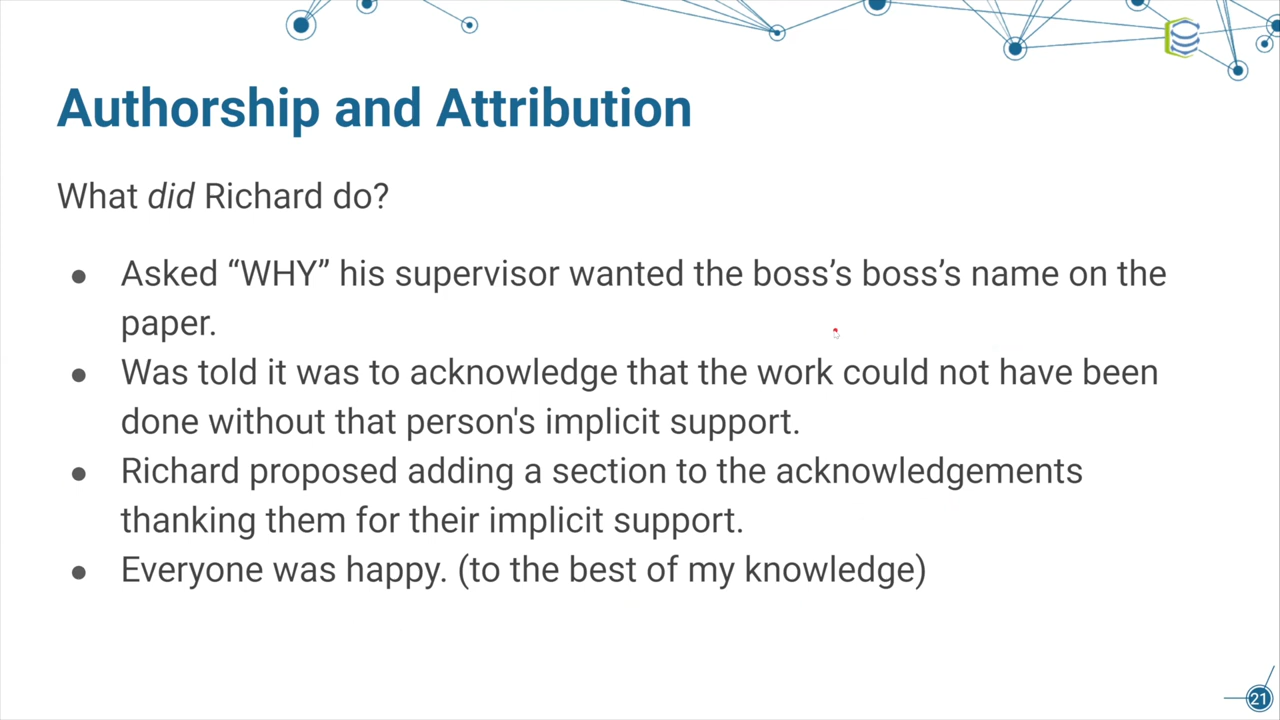 Authorship and Attribution
What did Richard do?
● Asked “WHY” his supervisor wanted the boss’s boss’s name on the
paper.
● Was told it was to acknowledge that the work could not have been
done without that person's implicit support.
● Richard proposed adding a section to the acknowledgements
thanking them for their implicit support.
● Everyone was happy. (to the best of my knowledge)
21